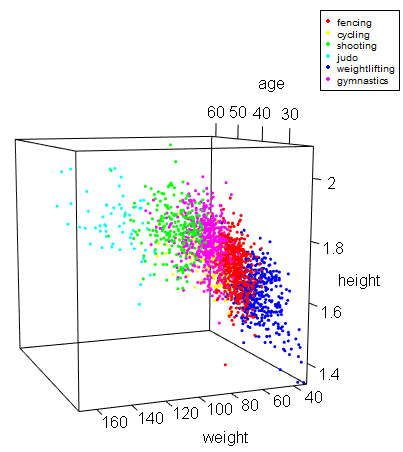 fencing
cycling
shooting
judo
weightlifting
gymnastics
age
60 50 40 30
2
1.8
height
1.6
1.4
160 140 120 100 80 60 40
weight